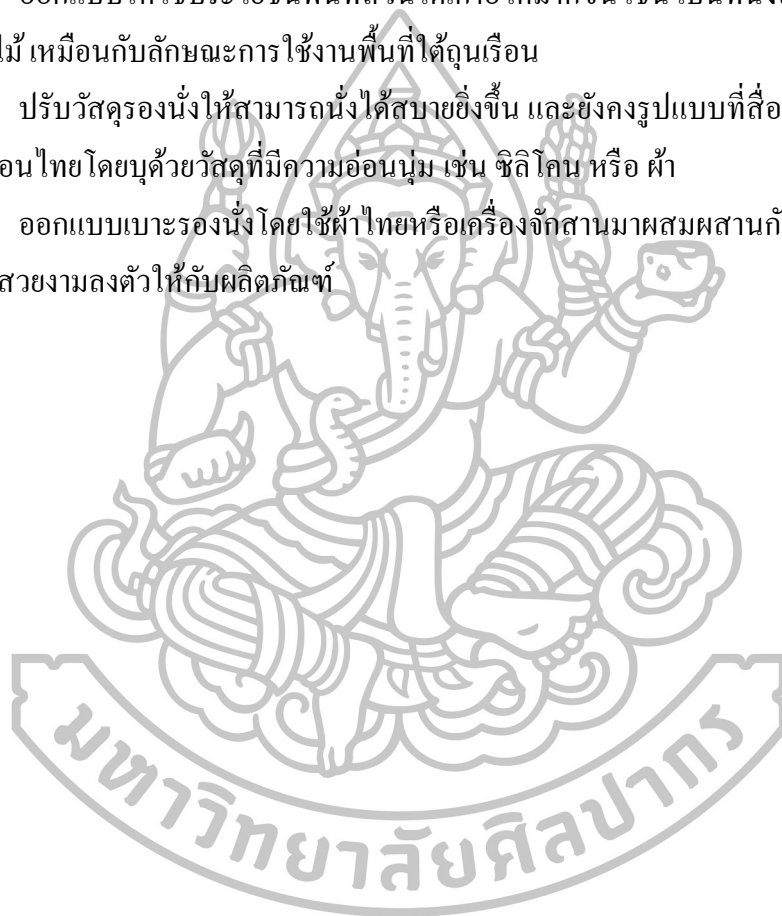 ไม้ เหมือนกับลักษณะการใช้งานพื้นที่ใต้ถุนเรือน
ปรับวัสดุรองนั่งให้สามารถนั่งได้สบายยิ่งขึ้น และยังคงรูปแบบที่สื่อ
อนไทยโดยบุด้วยวัสดุที่มีความอ่อนนุ่ม เช่น ซิลิโคน หรือ ผ้า
ออกแบบเบาะรองนั่งโดยใช้ผ้าไทยหรือเครื่องจักสานมาผสมผสานกั
สวยงามลงตัวให้กับผลิตภัณฑ์
มหาวิทยาลัยศิลปากร